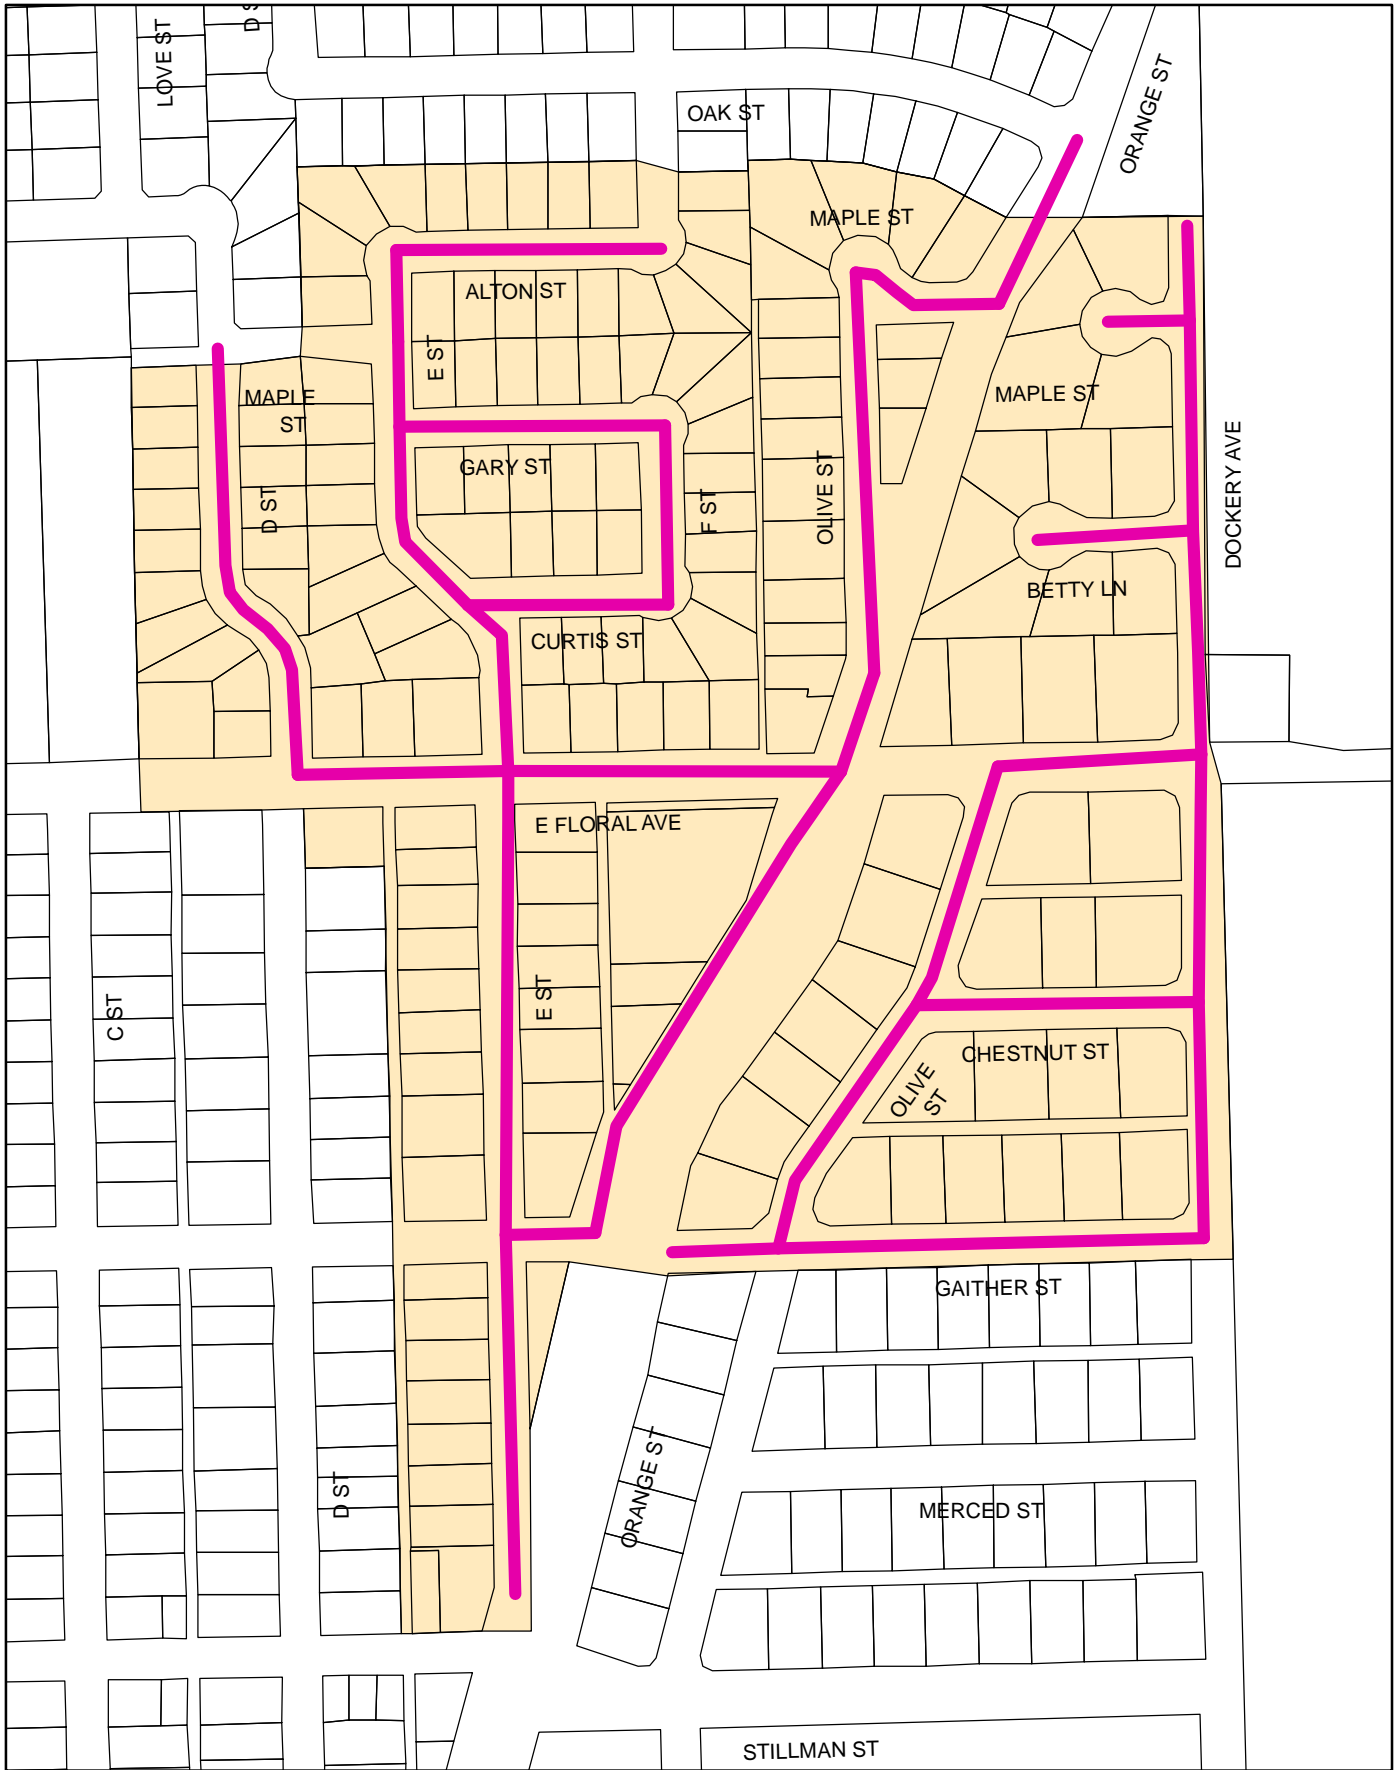 D S
LOVE ST
OAK ST
ORANGE ST
MAPLE ST
ALTON ST
E ST
MAPLE
ST
MAPLE ST
GARY ST
D ST
F ST
OLIVE ST
DOCKERY AVE
BETTY LN
CURTIS ST
E FLORAL AVE
E ST
C ST
CHESTNUT ST
OLIVE
ST
GAITHER ST
ORANGE ST
D ST
MERCED ST
STILLMAN ST